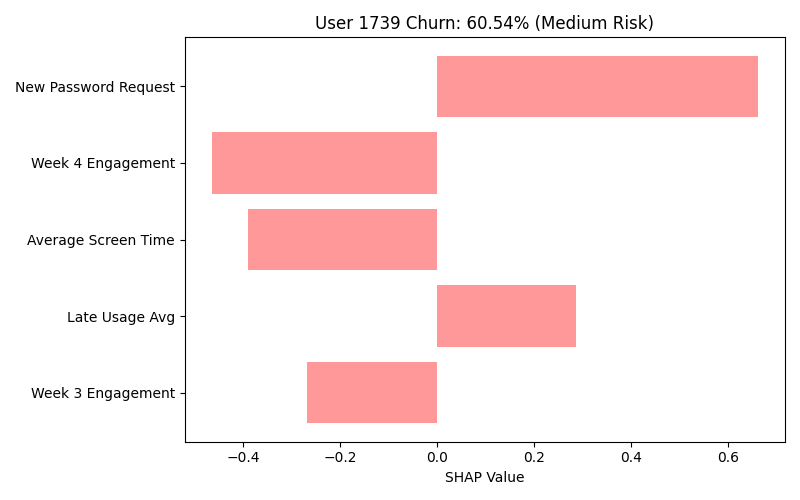 User 1739 Churn: 60.54% (Medium Risk)
New Password Request
Week 4 Engagement
Average Screen Time
Late Usage Avg
Week 3 Engagement
−0.4 −0.2 0.0 0.2 0.4 0.6
SHAP Value